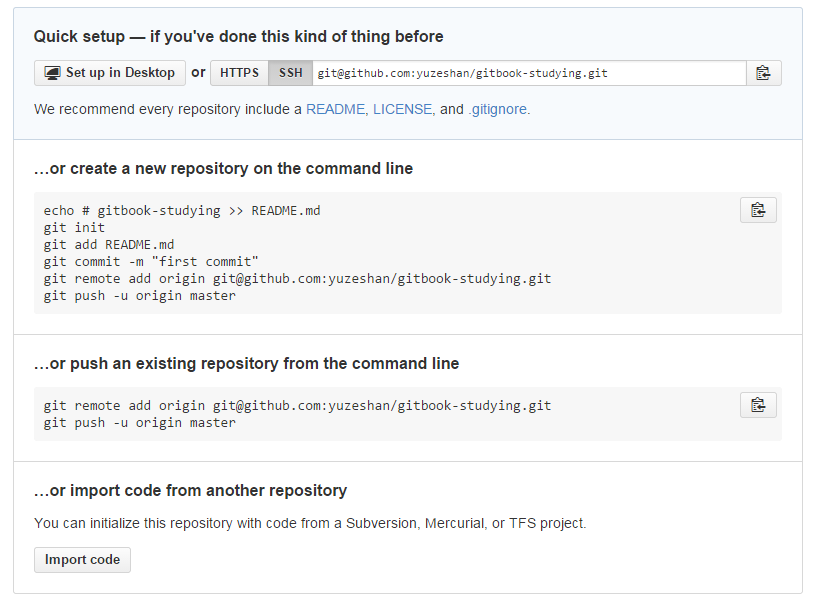 Quick setup — if you've done this kind of thing before
Set up in Desktop or HTTPS SSH git@github.com:yuzeshan/gitbook-studying.git
We recommend every repository include a README, LICENSE, and .gitignore.
…or create a new repository on the command line
echo # gitbook-studying >> README.md
git init
git add README.md
git commit -m "first commit"
git remote add origin git@github.com:yuzeshan/gitbook-studying.git
git push -u origin master
…or push an existing repository from the command line
git remote add origin git@github.com:yuzeshan/gitbook-studying.git
git push -u origin master
…or import code from another repository
You can initialize this repository with code from a Subversion, Mercurial, or TFS project.
Import code